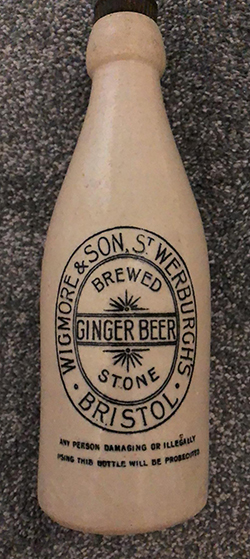 WIGMORE & SON, ST WERBURGHS
· BRISTOL ·
BREWED
GINGER BEER
STONE
ANY PERSON DAMAGING OR ILLEGALLY
USING THIS BOTTLE WILL BE PROSECUTED